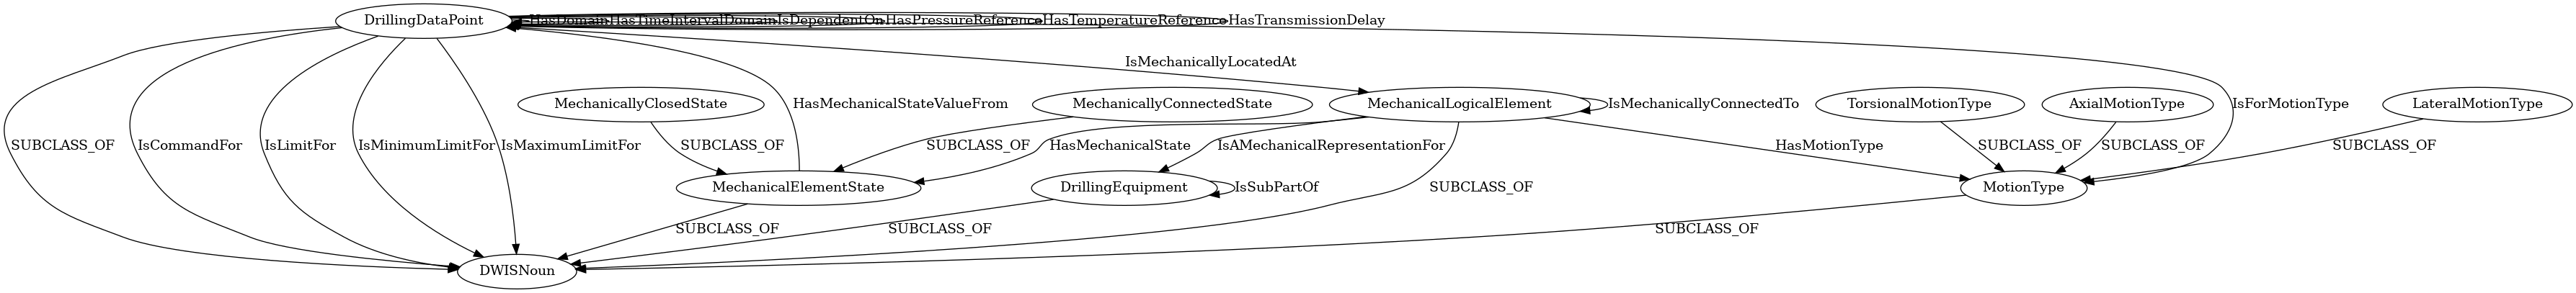 DrillingDataPoint
HasDomain
HasTimeIntervalDomain
IsDependentOn
HasPressureReference
HasTemperatureReference
HasTransmissionDelay
IsMechanicallyLocatedAt
MechanicallyClosedState
HasMechanicalStateValueFrom
MechanicallyConnectedState
MechanicalLogicalElement
IsMechanicallyConnectedTo
TorsionalMotionType
AxialMotionType
IsForMotionType
LateralMotionType
SUBCLASS_OF
IsCommandFor
IsLimitFor
IsMinimumLimitFor
IsMaximumLimitFor
SUBCLASS_OF
SUBCLASS_OF
HasMechanicalState
IsAMechanicalRepresentationFor
HasMotionType
SUBCLASS_OF
SUBCLASS_OF
SUBCLASS_OF
MechanicalElementState
DrillingEquipment
IsSubPartOf
SUBCLASS_OF
MotionType
SUBCLASS_OF
SUBCLASS_OF
SUBCLASS_OF
DWISNoun